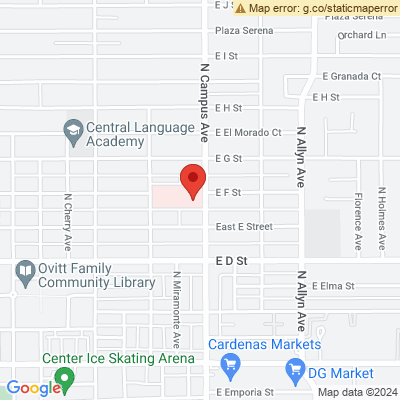 E J St
Map error: g.co/staticmaperror
Plaza Serena
Plaza Serena
Orchard Ln
E I St
N Campus Ave
E Granada Ct
E H St
E H St
Central Language
Academy
E El Morado Ct
N Allyn Ave
E G St
E F St
N Cherry Ave
Florence Ave
N Holmes Ave
East E Street
E D St
Ovitt Family
Community Library
N Miramonte Ave
N Allyn Ave
E Elma St
Center Ice Skating Arena
Cardenas Markets
DG Market
Google
E Emporia St
Map data ©2024